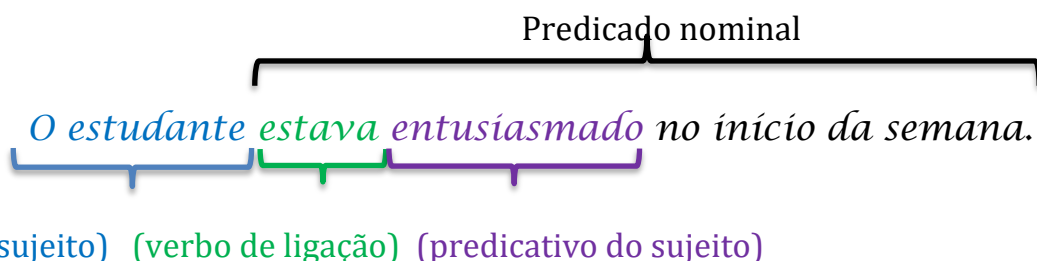 Predicado nominal
O estudante estava entusiasmado no início da semana.
sujeito) (verbo de ligação) (predicativo do sujeito)